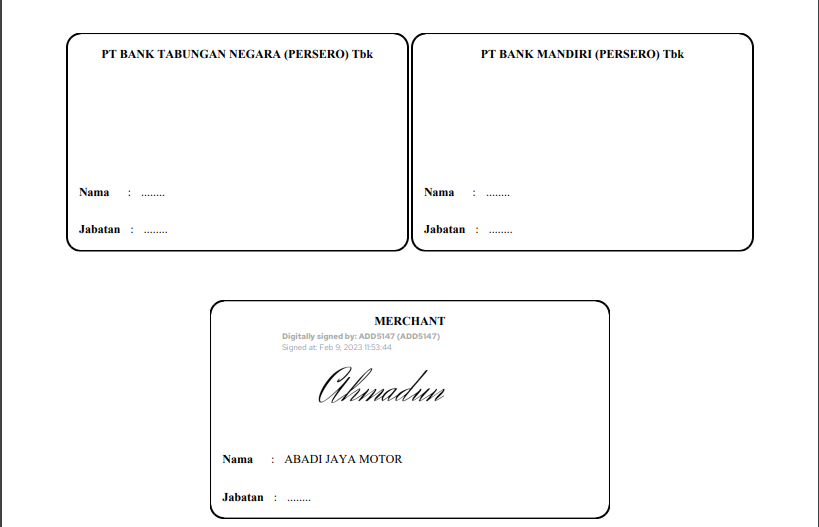 PT BANK TABUNGAN NEGARA (PERSERO) Tbk
Nama : ........
Jabatan : ........
PT BANK MANDIRI (PERSERO) Tbk
Nama : ........
Jabatan : ........
MERCHANT
Digitally signed by: ADD5147 (ADD5147)
Signed at: Feb 9, 2023 11:53:44
Ahmadun
Nama : ABADI JAYA MOTOR
Jabatan : ........